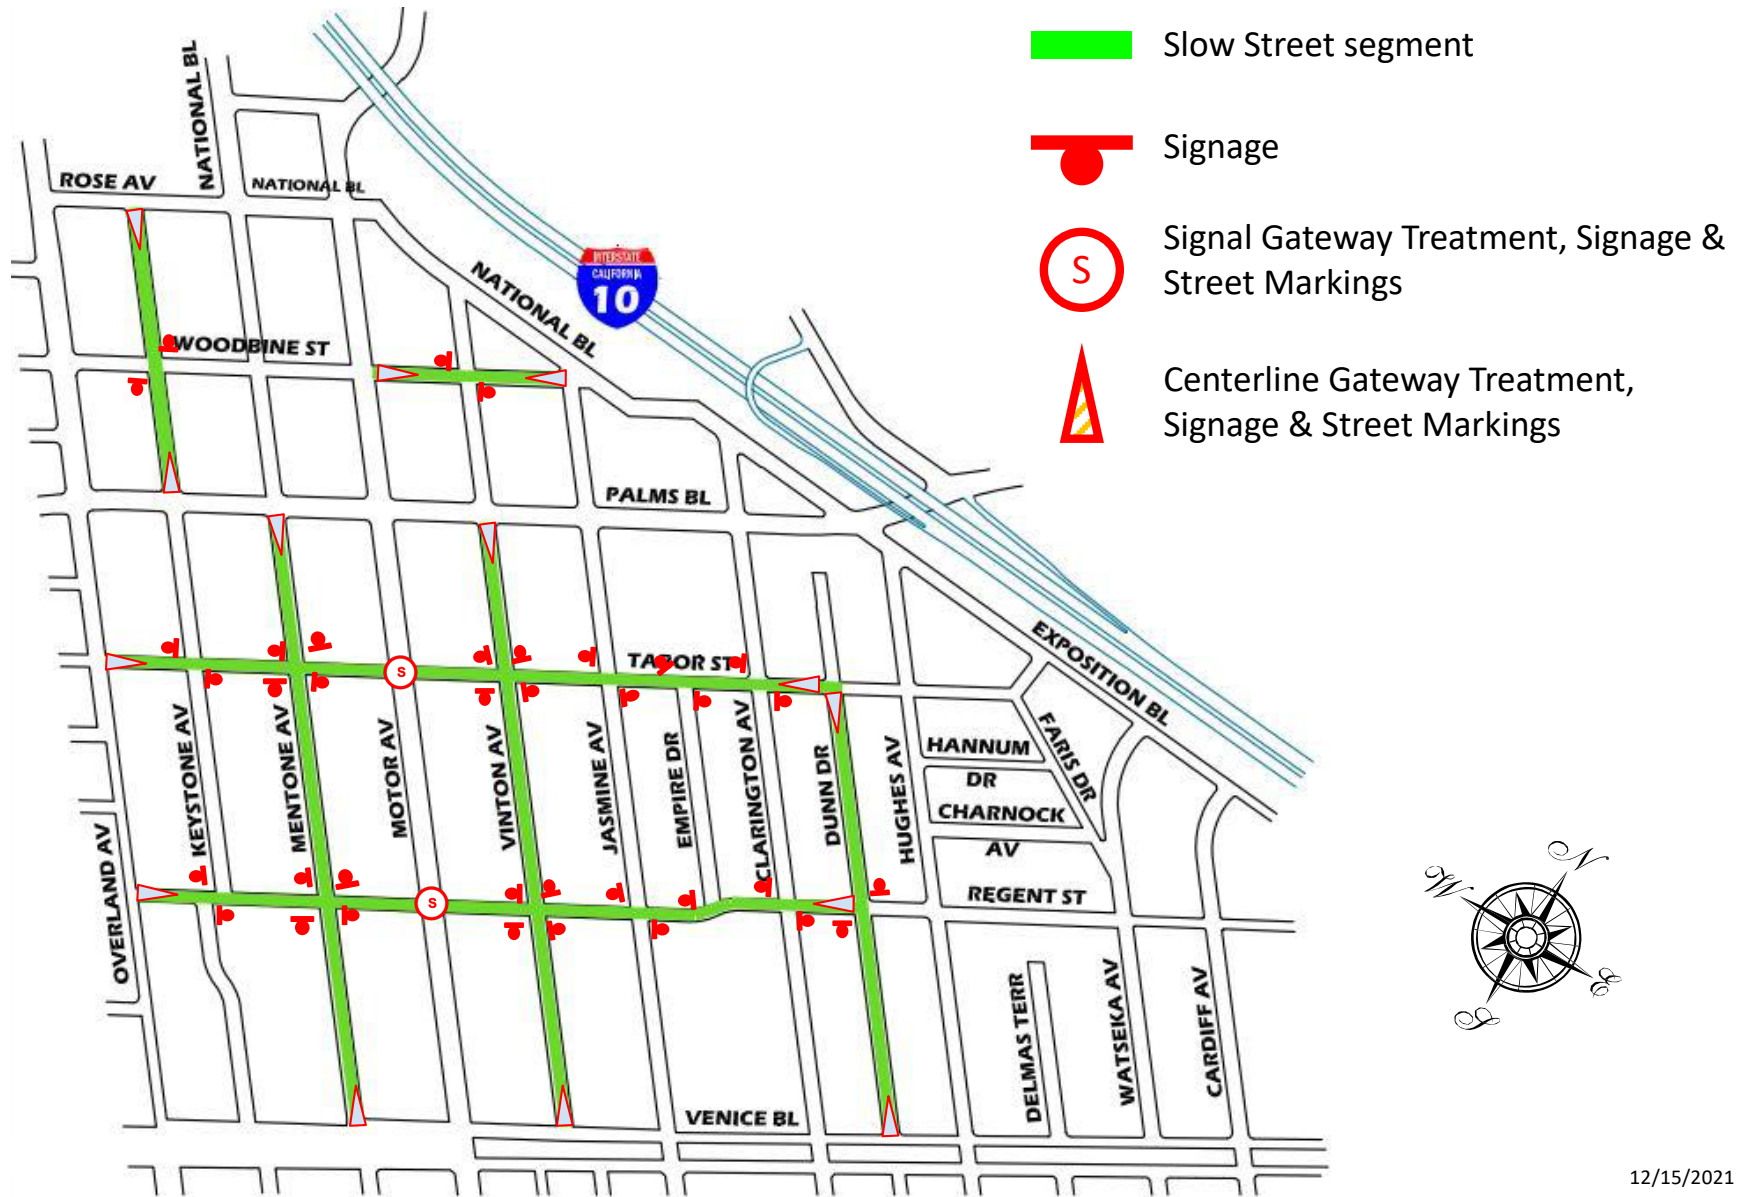 Slow Street segment
Signage
S
Signal Gateway Treatment, Signage &
Street Markings
Centerline Gateway Treatment,
Signage & Street Markings
NATIONAL BL
ROSE AV
NATIONAL BL
INTERSTATE
CALIFORNIA
10
NATIONAL BL
WOODBINE ST
PALMS BL
EXPOSITION BL
TABOR ST
S
KEYSTONE AV
MENTONE AV
MOTOR AV
VINTON AV
JASMINE AV
EMPIRE DR
CLARINGTON AV
DUNN DR
HUGHES AV
HANNUM
DR
FARIS DR
CHARNOCK
AV
REGENT ST
S
OVERLAND AV
DELMAS TERR
WATSEKA AV
CARDIFF AV
VENICE BL
N
W
E
S
12/15/2021